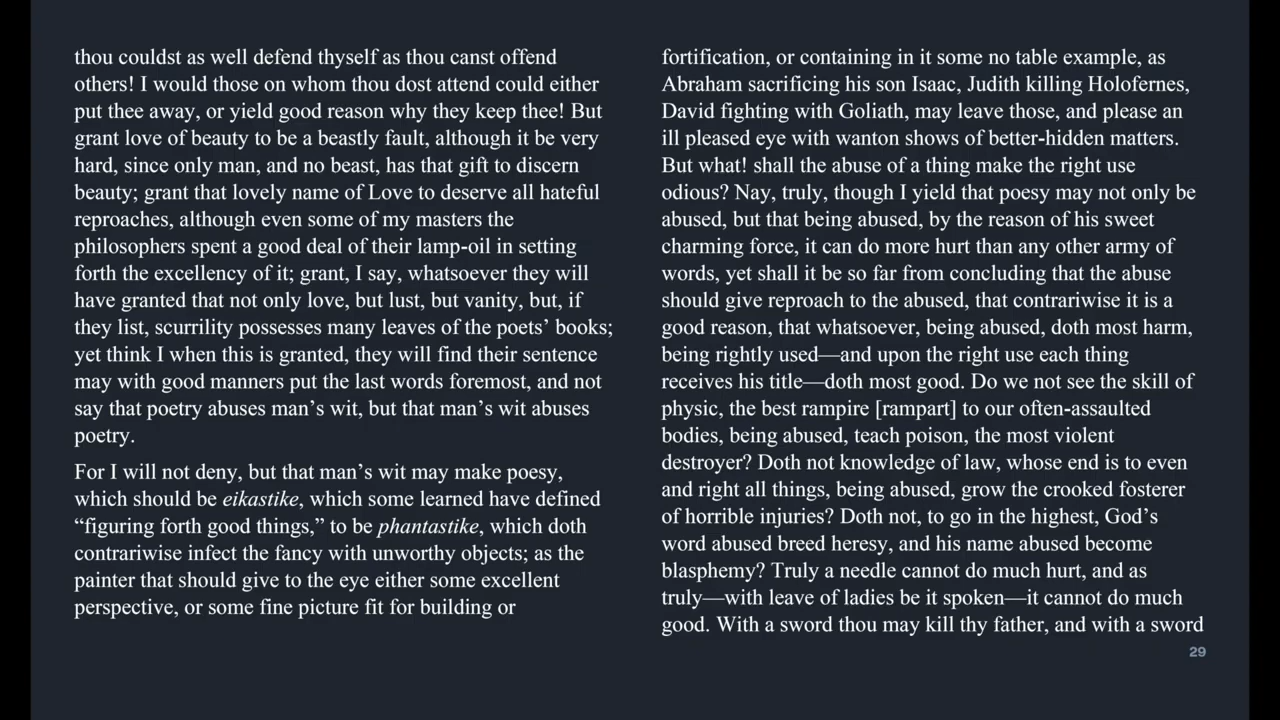 thou couldst as well defend thyself as thou canst offend
others! I would those on whom thou dost attend could either
put thee away, or yield good reason why they keep thee! But
grant love of beauty to be a beastly fault, although it be very
hard, since only man, and no beast, has that gift to discern
beauty; grant that lovely name of Love to deserve all hateful
reproaches, although even some of my masters the
philosophers spent a good deal of their lamp-oil in setting
forth the excellency of it; grant, I say, whatsoever they will
have granted that not only love, but lust, but vanity, but, if
they list, scurrility possesses many leaves of the poets’ books;
yet think I when this is granted, they will find their sentence
may with good manners put the last words foremost, and not
say that poetry abuses man’s wit, but that man’s wit abuses
poetry.
For I will not deny, but that man’s wit may make poesy,
which should be eikastike, which some learned have defined
“figuring forth good things,” to be phantastike, which doth
contrariwise infect the fancy with unworthy objects; as the
painter that should give to the eye either some excellent
perspective, or some fine picture fit for building or
fortification, or containing in it some no table example, as
Abraham sacrificing his son Isaac, Judith killing Holofernes,
David fighting with Goliath, may leave those, and please an
ill pleased eye with wanton shows of better-hidden matters.
But what! shall the abuse of a thing make the right use
odious? Nay, truly, though I yield that poesy may not only be
abused, but that being abused, by the reason of his sweet
charming force, it can do more hurt than any other army of
words, yet shall it be so far from concluding that the abuse
should give reproach to the abused, that contrariwise it is a
good reason, that whatsoever, being abused, doth most harm,
being rightly used—and upon the right use each thing
receives his title—doth most good. Do we not see the skill of
physic, the best rampire [rampart] to our often-assaulted
bodies, being abused, teach poison, the most violent
destroyer? Doth not knowledge of law, whose end is to even
and right all things, being abused, grow the crooked fosterer
of horrible injuries? Doth not, to go in the highest, God’s
word abused breed heresy, and his name abused become
blasphemy? Truly a needle cannot do much hurt, and as
truly—with leave of ladies be it spoken—it cannot do much
good. With a sword thou may kill thy father, and with a sword
29